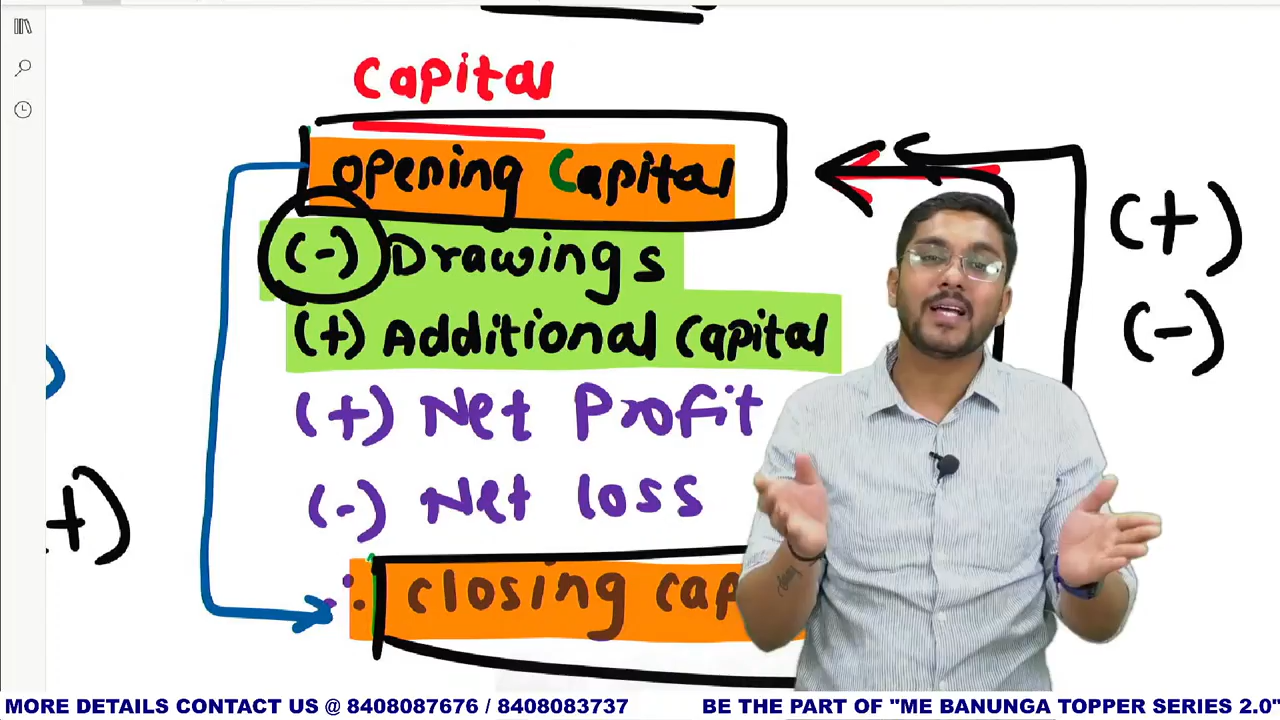 Capital
opening Capital
(-) Drawings
(+) Additional Capital
(+) Net Profit
(-) Net loss
: closing cap
(+)
(-)
+)
MORE DETAILS CONTACT US @ 8408087676 / 8408083737 BE THE PART OF "ME BANUNGA TOPPER SERIES 2.0"